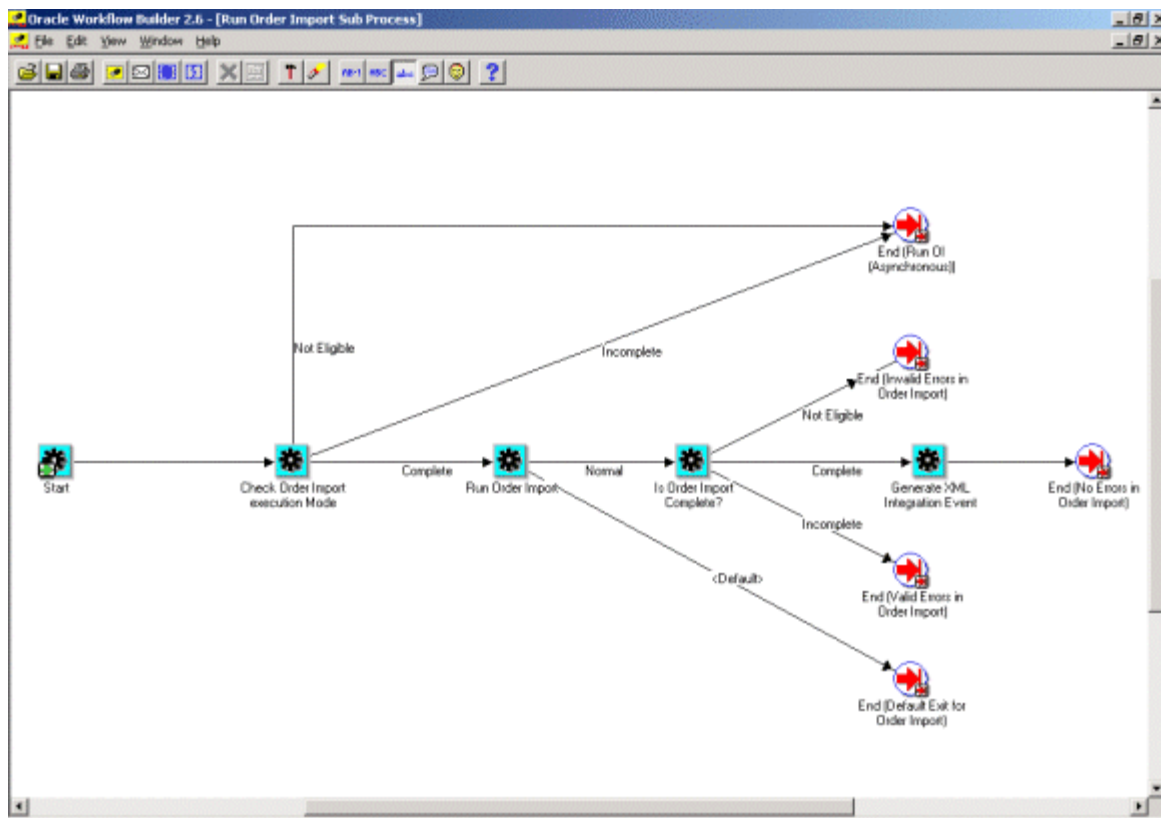 Oracle Workflow Builder 2.6 - [Run Order Import Sub Process]
File Edit View Window Help
End (Run OI
(Asynchronous))
Not Eligible
Incomplete
End (Invalid Errors in
Order Import)
Not Eligible
Start
Check Order Import
execution Mode
Complete
Run Order Import
Normal
Is Order Import
Complete?
Complete
Generate XML
Integration Event
End (No Errors in
Order Import)
Incomplete
<Default>
End (Valid Errors in
Order Import)
End (Default Exit for
Order Import)